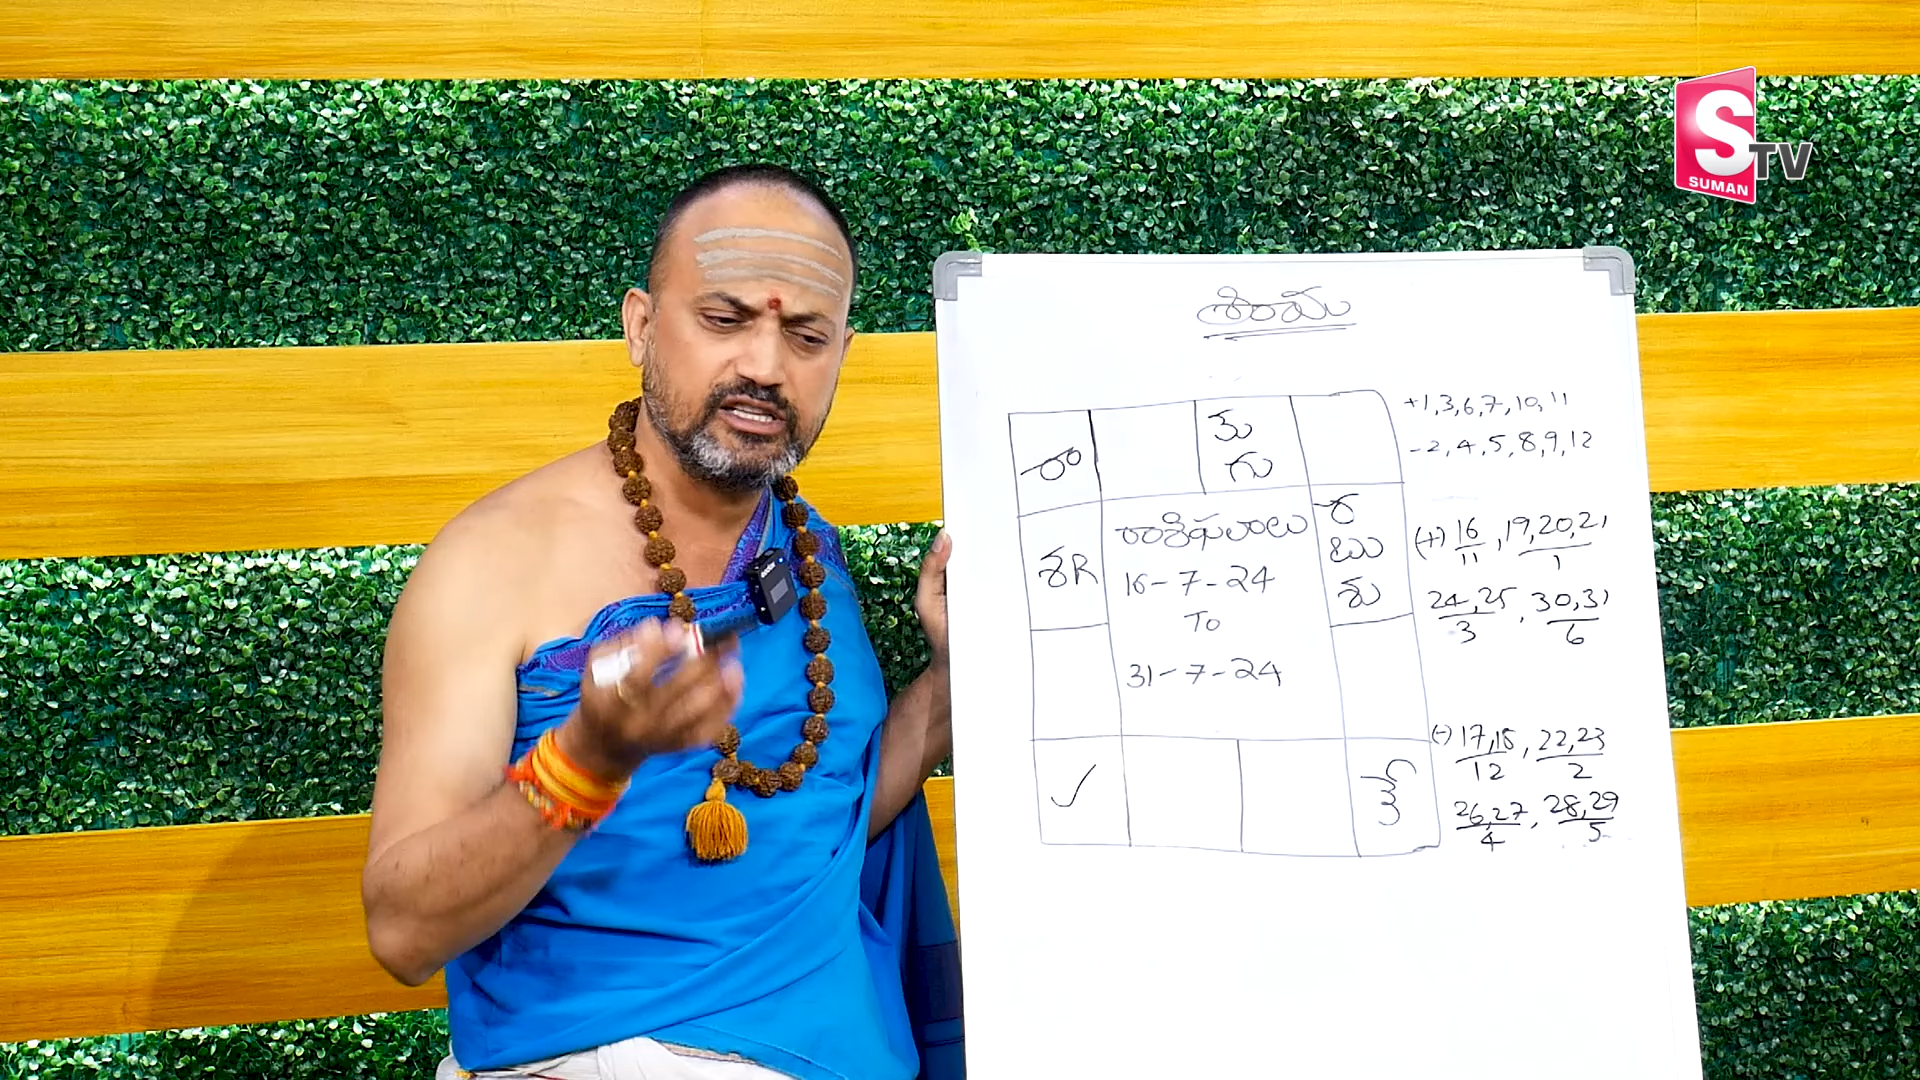 STV
SUMAN
శ్రీరామ
రా
కు
గు
+1,3,6,7,10,11
-2,4,5,8,9,12
శR
ర
బు
శు
రాశిఫలాలు
16-7-24
To
31-7-24
(+) 16/11, 19,20,21/1
24,25/3, 30,31/6
(-) 17,18/12, 22,23/2
26,27/4, 28,29/5
✓